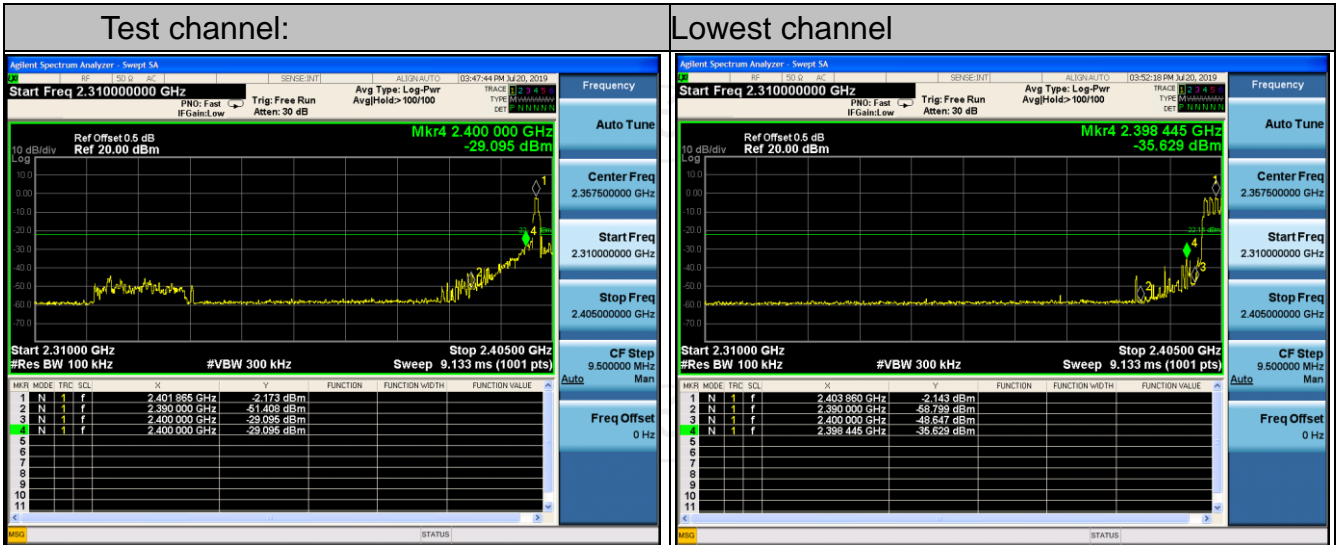 Test channel: Lowest channel
Agilent Spectrum Analyzer - Swept SA
RF 50 Ω AC SENSE:INT ALIGNAUTO 03:47:44 PM Jul 20, 2019
Start Freq 2.310000000 GHz
PNO: Fast
IFGain:Low
Trig: Free Run
Atten: 30 dB
Avg Type: Log-Pwr
Avg|Hold:> 100/100
TRACE 1 2 3 4 5 6
TYPE M
DET P N N N N N
Ref Offset 0.5 dB
10 dB/div Ref 20.00 dBm
Log
Mkr4 2.400 000 GHz
-29.095 dBm
10.0
0.00
-10.0
-20.0
-30.0
-40.0
-50.0
-60.0
-70.0
1
4
2
Start 2.31000 GHz Stop 2.40500 GHz
#Res BW 100 kHz #VBW 300 kHz Sweep 9.133 ms (1001 pts)
MKR MODE TRC SCL X Y FUNCTION FUNCTION WIDTH FUNCTION VALUE
1 N 1 f 2.401 865 GHz -2.173 dBm
2 N 1 f 2.390 000 GHz -51.408 dBm
3 N 1 f 2.400 000 GHz -29.095 dBm
4 N 1 f 2.400 000 GHz -29.095 dBm
5
6
7
8
9
10
11
MSG STATUS
Frequency
Auto Tune
Center Freq
2.357500000 GHz
Start Freq
2.310000000 GHz
Stop Freq
2.405000000 GHz
CF Step
9.500000 MHz
Auto Man
Freq Offset
0 Hz
Agilent Spectrum Analyzer - Swept SA
RF 50 Ω AC SENSE:INT ALIGNAUTO 03:52:18 PM Jul 20, 2019
Start Freq 2.310000000 GHz
PNO: Fast
IFGain:Low
Trig: Free Run
Atten: 30 dB
Avg Type: Log-Pwr
Avg|Hold:> 100/100
TRACE 1 2 3 4 5 6
TYPE M
DET P N N N N N
Ref Offset 0.5 dB
10 dB/div Ref 20.00 dBm
Log
Mkr4 2.398 445 GHz
-35.629 dBm
10.0
0.00
-10.0
-20.0
-30.0
-40.0
-50.0
-60.0
-70.0
1
4
3
2
Start 2.31000 GHz Stop 2.40500 GHz
#Res BW 100 kHz #VBW 300 kHz Sweep 9.133 ms (1001 pts)
MKR MODE TRC SCL X Y FUNCTION FUNCTION WIDTH FUNCTION VALUE
1 N 1 f 2.403 860 GHz -2.143 dBm
2 N 1 f 2.390 000 GHz -58.799 dBm
3 N 1 f 2.400 000 GHz -48.647 dBm
4 N 1 f 2.398 445 GHz -35.629 dBm
5
6
7
8
9
10
11
MSG STATUS
Frequency
Auto Tune
Center Freq
2.357500000 GHz
Start Freq
2.310000000 GHz
Stop Freq
2.405000000 GHz
CF Step
9.500000 MHz
Auto Man
Freq Offset
0 Hz